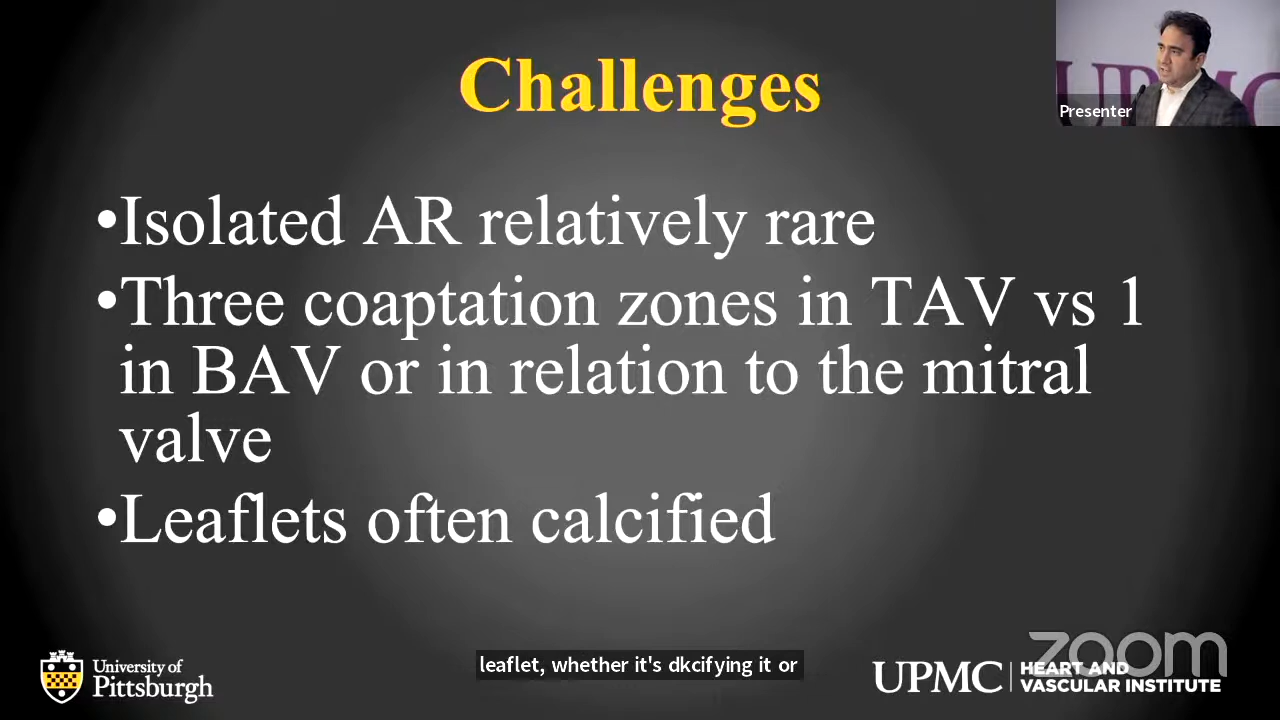 Challenges
UPMC
Presenter
•Isolated AR relatively rare
•Three coaptation zones in TAV vs 1
in BAV or in relation to the mitral
valve
•Leaflets often calcified
leaflet, whether it's dkcifying it or
University of
Pittsburgh
UPMC
HEART AND
VASCULAR INSTITUTE
zoom